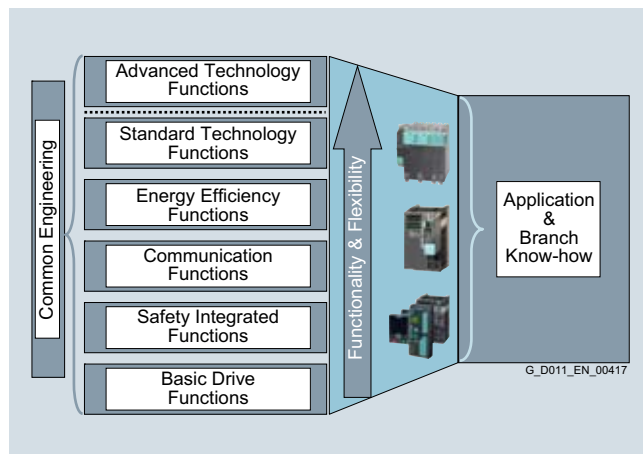 Common Engineering
Advanced Technology
Functions
Standard Technology
Functions
Energy Efficiency
Functions
Communication
Functions
Safety Integrated
Functions
Basic Drive
Functions
Functionality & Flexibility
Application
&
Branch
Know-how
G_D011_EN_00417